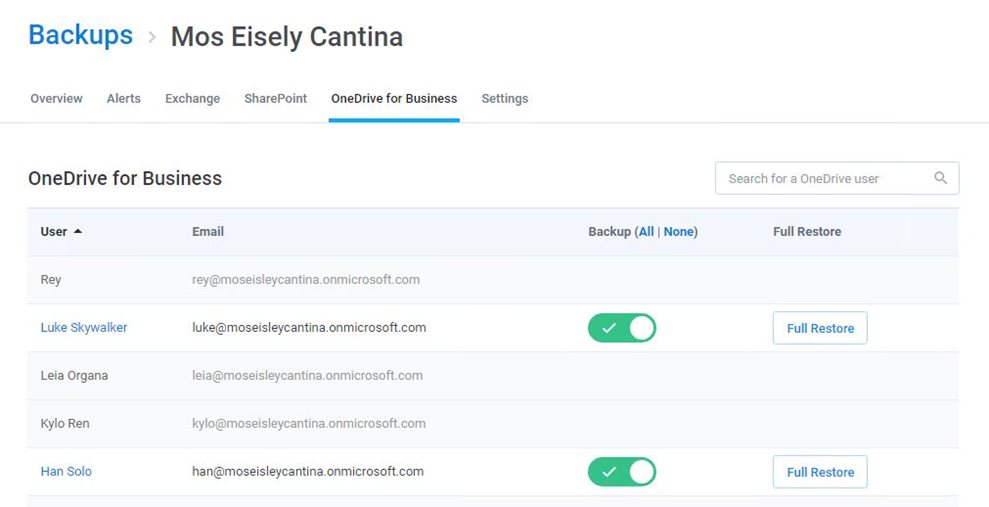 Backups > Mos Eisely Cantina
Overview Alerts Exchange SharePoint OneDrive for Business Settings
OneDrive for Business Search for a OneDrive user
User Email Backup (All | None) Full Restore
Rey rey@moseisleycantina.onmicrosoft.com
Luke Skywalker luke@moseisleycantina.onmicrosoft.com Full Restore
Leia Organa leia@moseisleycantina.onmicrosoft.com
Kylo Ren kylo@moseisleycantina.onmicrosoft.com
Han Solo han@moseisleycantina.onmicrosoft.com Full Restore